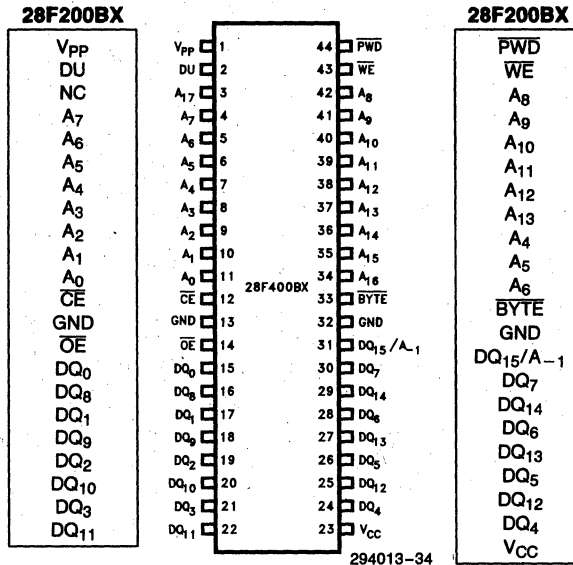 28F200BX
V_PP
DU
NC
A7
A6
A5
A4
A3
A2
A1
A0
CE
GND
OE
DQ0
DQ8
DQ1
DQ9
DQ2
DQ10
DQ3
DQ11
V_PP 1 44 PWD
DU 2 43 WE
A17 3 42 A8
A7 4 41 A9
A6 5 40 A10
A5 6 39 A11
A4 7 38 A12
A3 8 37 A13
A2 9 36 A14
A1 10 35 A15
A0 11 34 A16
28F400BX
CE 12 33 BYTE
GND 13 32 GND
OE 14 31 DQ15/A-1
DQ0 15 30 DQ7
DQ8 16 29 DQ14
DQ1 17 28 DQ6
DQ9 18 27 DQ13
DQ2 19 26 DQ5
DQ10 20 25 DQ12
DQ3 21 24 DQ4
DQ11 22 23 V_CC
294013-34
28F200BX
PWD
WE
A8
A9
A10
A11
A12
A13
A4
A5
A6
BYTE
GND
DQ15/A-1
DQ7
DQ14
DQ6
DQ13
DQ5
DQ12
DQ4
V_CC